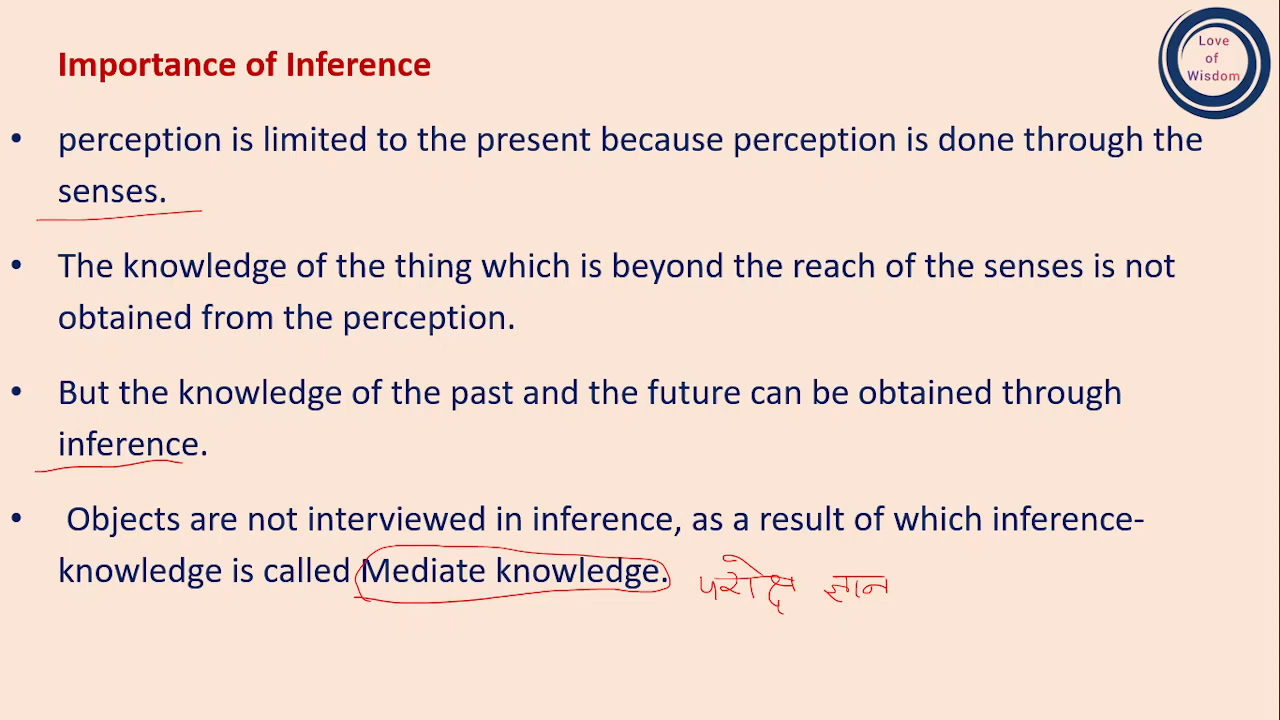 Love
of
Wisdom
Importance of Inference
• perception is limited to the present because perception is done through the
senses.
• The knowledge of the thing which is beyond the reach of the senses is not
obtained from the perception.
• But the knowledge of the past and the future can be obtained through
inference.
• Objects are not interviewed in inference, as a result of which inference-
knowledge is called Mediate knowledge. परोक्ष ज्ञान